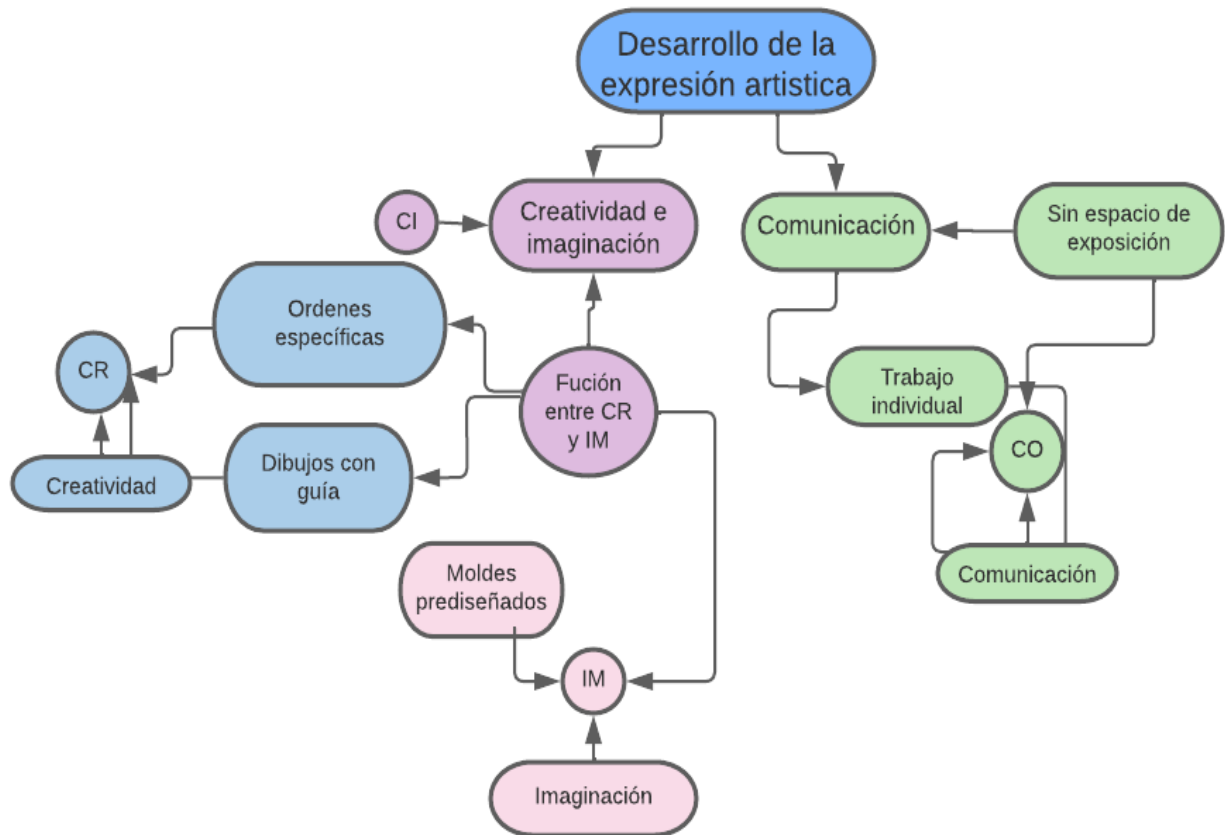 Desarrollo de la
expresión artistica
Creatividad e
imaginación
CI
Comunicación
Sin espacio de
exposición
Ordenes
específicas
CR
Fución
entre CR
y IM
Trabajo
individual
CO
Dibujos con
guía
Creatividad
Moldes
prediseñados
Comunicación
IM
Imaginación